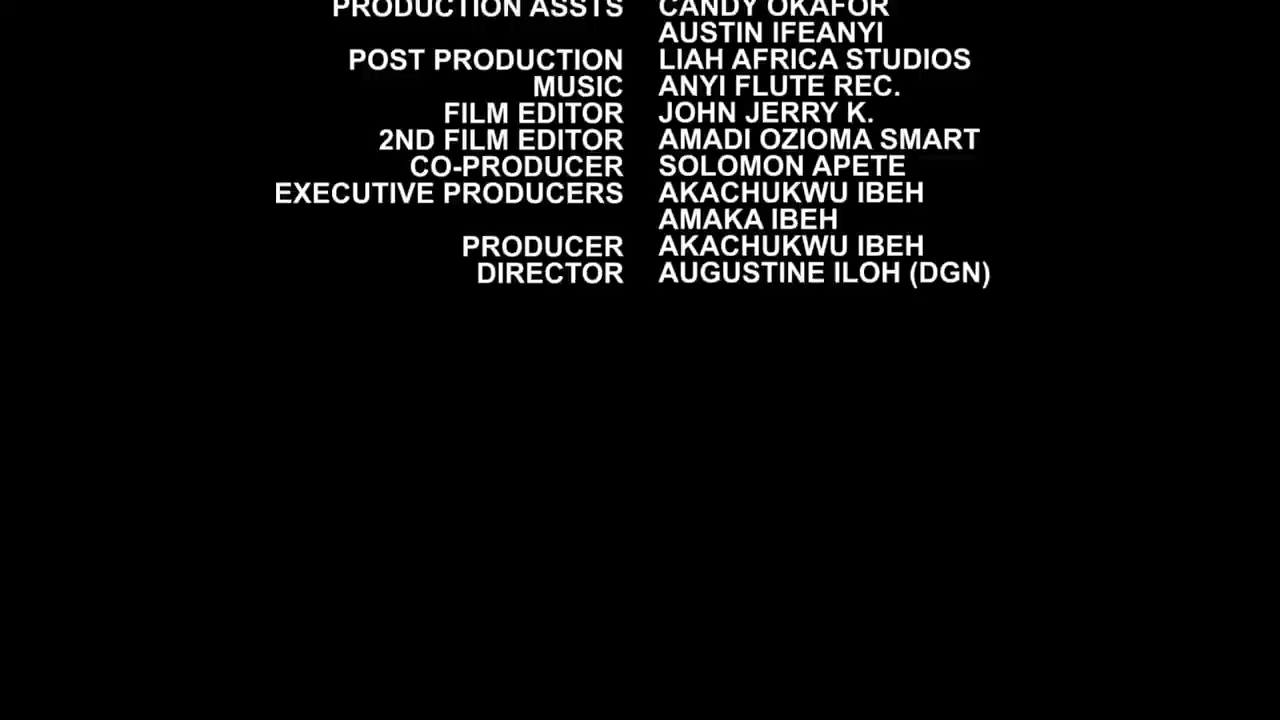 PRODUCTION ASSTS CANDY OKAFOR
AUSTIN IFEANYI
POST PRODUCTION LIAH AFRICA STUDIOS
MUSIC ANYI FLUTE REC.
FILM EDITOR JOHN JERRY K.
2ND FILM EDITOR AMADI OZIOMA SMART
CO-PRODUCER SOLOMON APETE
EXECUTIVE PRODUCERS AKACHUKWU IBEH
AMAKA IBEH
PRODUCER AKACHUKWU IBEH
DIRECTOR AUGUSTINE ILOH (DGN)